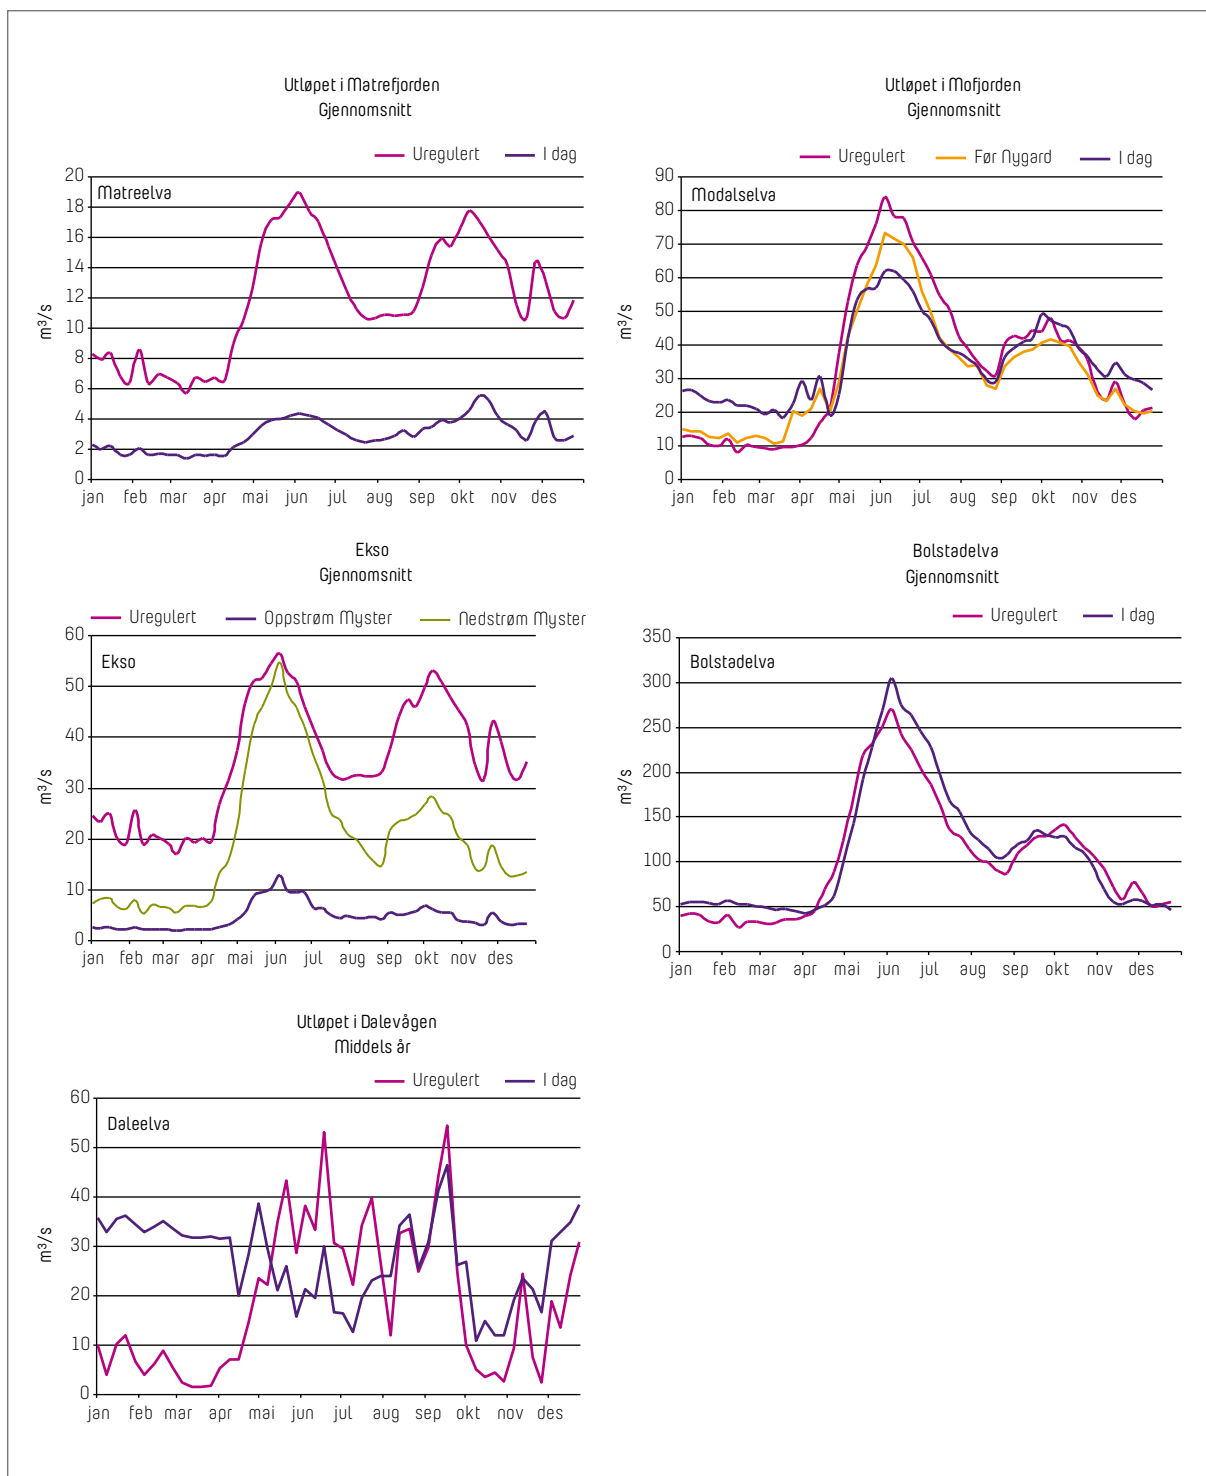 Utløpet i Matrefjorden
Gjennomsnitt
Uregulert I dag
Matreelva
m³/s
20
18
16
14
12
10
8
6
4
2
0
jan feb mar apr mai jun jul aug sep okt nov des
Utløpet i Mofjorden
Gjennomsnitt
Uregulert Før Nygard I dag
Modalselva
m³/s
90
80
70
60
50
40
30
20
10
0
jan feb mar apr mai jun jul aug sep okt nov des
Ekso
Gjennomsnitt
Uregulert Oppstrøm Myster Nedstrøm Myster
Ekso
m³/s
60
50
40
30
20
10
0
jan feb mar apr mai jun jul aug sep okt nov des
Bolstadelva
Gjennomsnitt
Uregulert I dag
Bolstadelva
m³/s
350
300
250
200
150
100
50
0
jan feb mar apr mai jun jul aug sep okt nov des
Utløpet i Dalevågen
Middels år
Uregulert I dag
Daleelva
m³/s
60
50
40
30
20
10
0
jan feb mar apr mai jun jul aug sep okt nov des